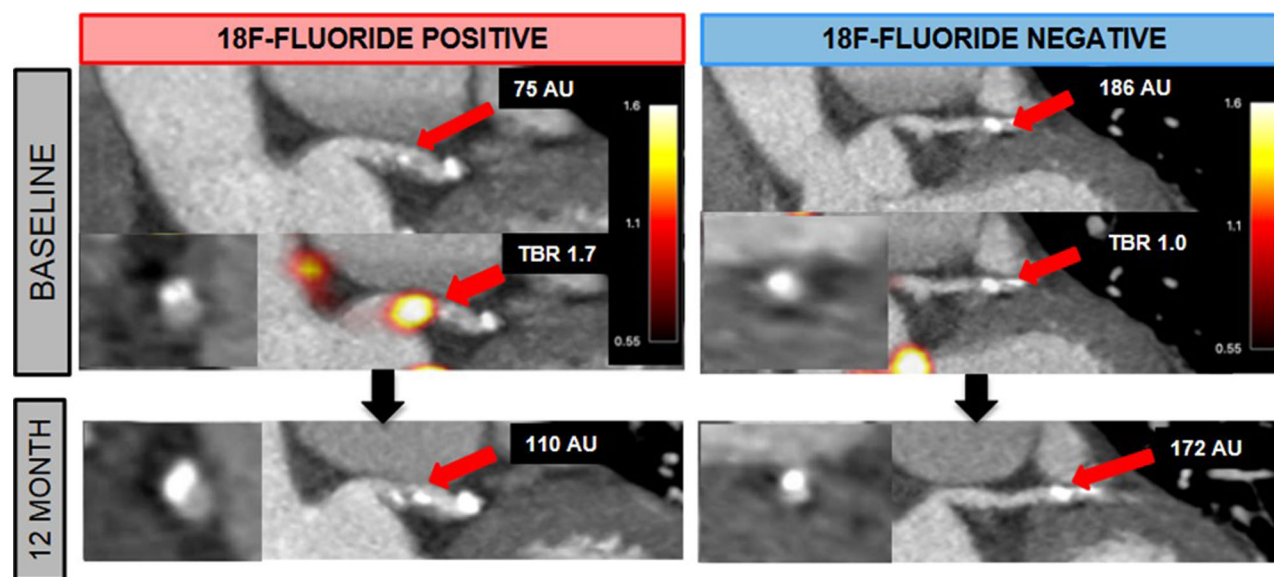 18F-FLUORIDE POSITIVE
18F-FLUORIDE NEGATIVE
BASELINE
75 AU
1.6
1.1
0.55
TBR 1.7
186 AU
1.6
1.1
0.55
TBR 1.0
12 MONTH
110 AU
172 AU